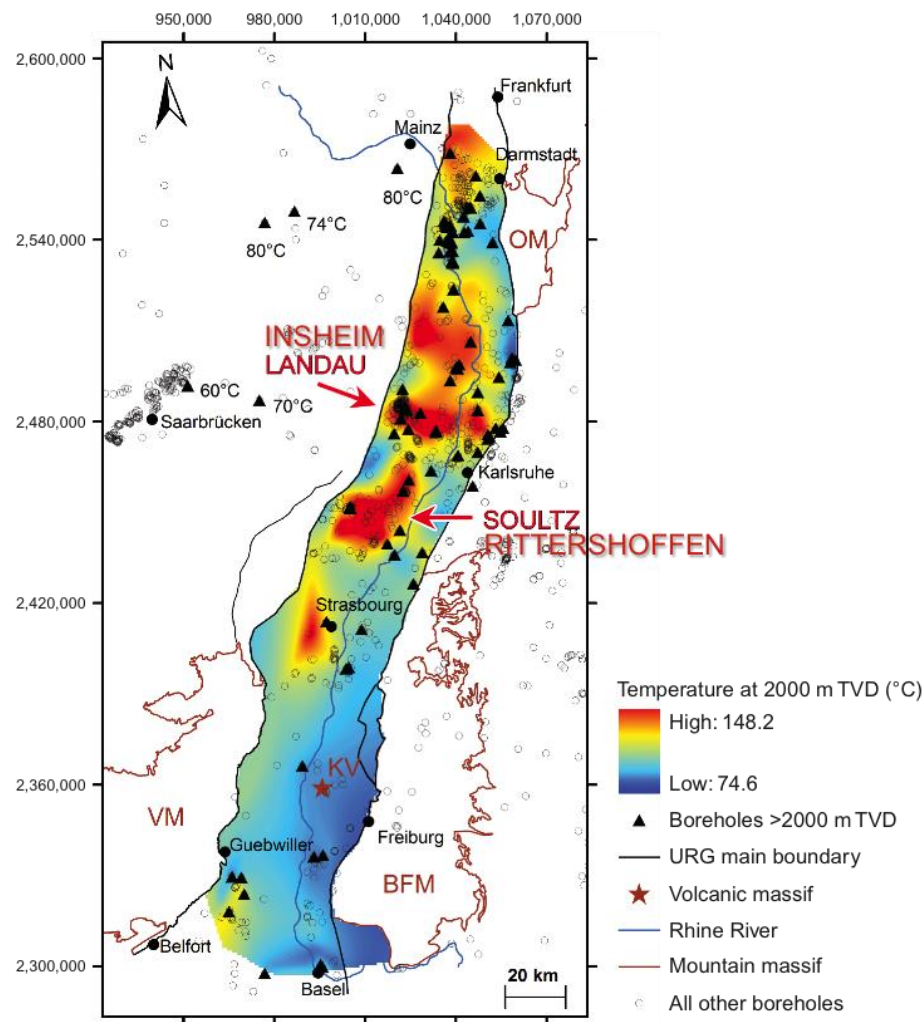 950,000 980,000 1,010,000 1,040,000 1,070,000
2,600,000
N
Frankfurt
Mainz
Darmstadt
80°C
74°C
80°C
2,540,000
OM
INSHEIM
LANDAU
60°C
70°C
2,480,000
Saarbrücken
Karlsruhe
SOULTZ
RITTERSHOFFEN
2,420,000
Strasbourg
Temperature at 2000 m TVD (°C)
High: 148.2
Low: 74.6
2,360,000
KV
VM
Freiburg
Guebwiller
BFM
Boreholes >2000 m TVD
URG main boundary
Volcanic massif
Rhine River
Mountain massif
All other boreholes
Belfort
2,300,000
Basel
20 km